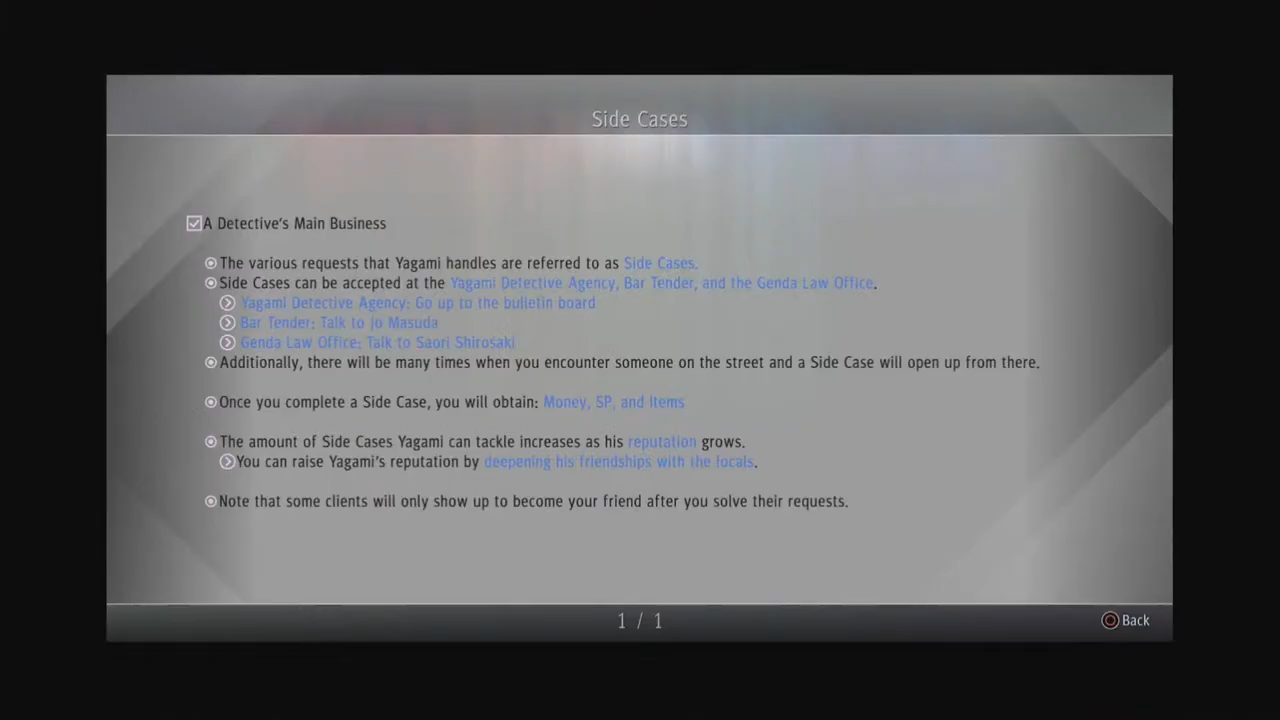 Side Cases
A Detective's Main Business
The various requests that Yagami handles are referred to as Side Cases.
Side Cases can be accepted at the Yagami Detective Agency, Bar Tender, and the Genda Law Office.
Yagami Detective Agency: Go up to the bulletin board
Bar Tender: Talk to Jo Masuda
Genda Law Office: Talk to Saori Shirosaki
Additionally, there will be many times when you encounter someone on the street and a Side Case will open up from there.
Once you complete a Side Case, you will obtain: Money, SP, and Items
The amount of Side Cases Yagami can tackle increases as his reputation grows.
You can raise Yagami's reputation by deepening his friendships with the locals.
Note that some clients will only show up to become your friend after you solve their requests.
1 / 1
Back